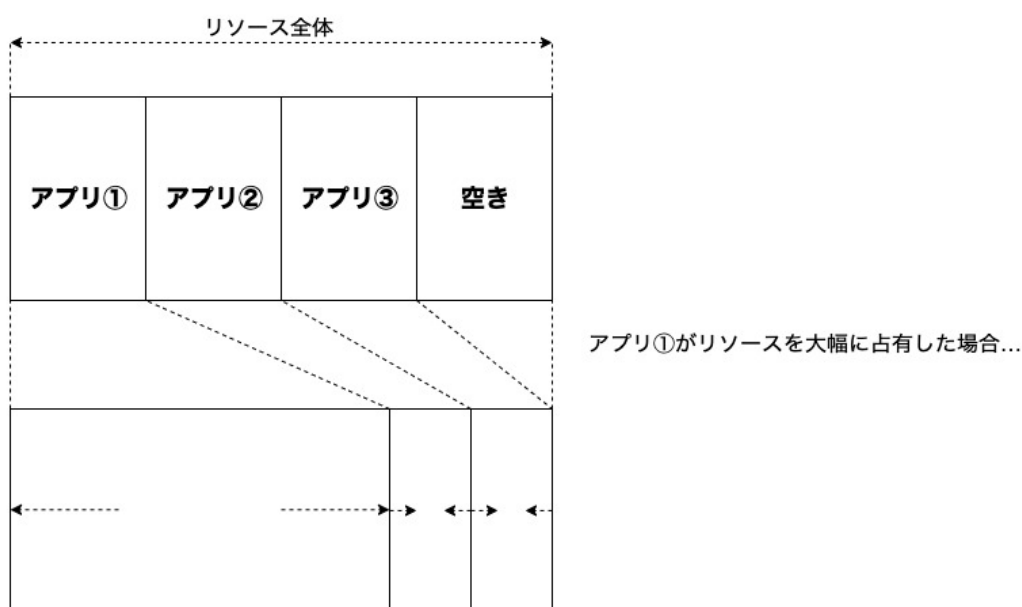 リソース全体
アプリ①
アプリ②
アプリ③
空き
アプリ①がリソースを大幅に占有した場合...